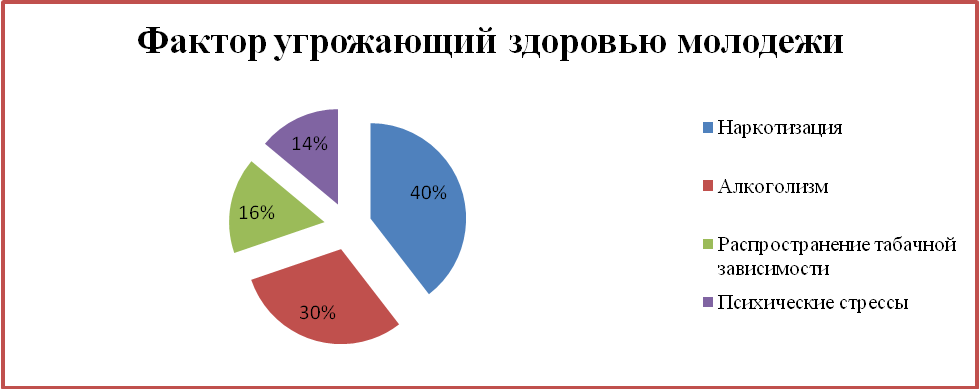 Фактор угрожающий здоровью молодежи
14%
40%
16%
30%
Наркотизация
Алкоголизм
Распространение табачной
зависимости
Психические стрессы